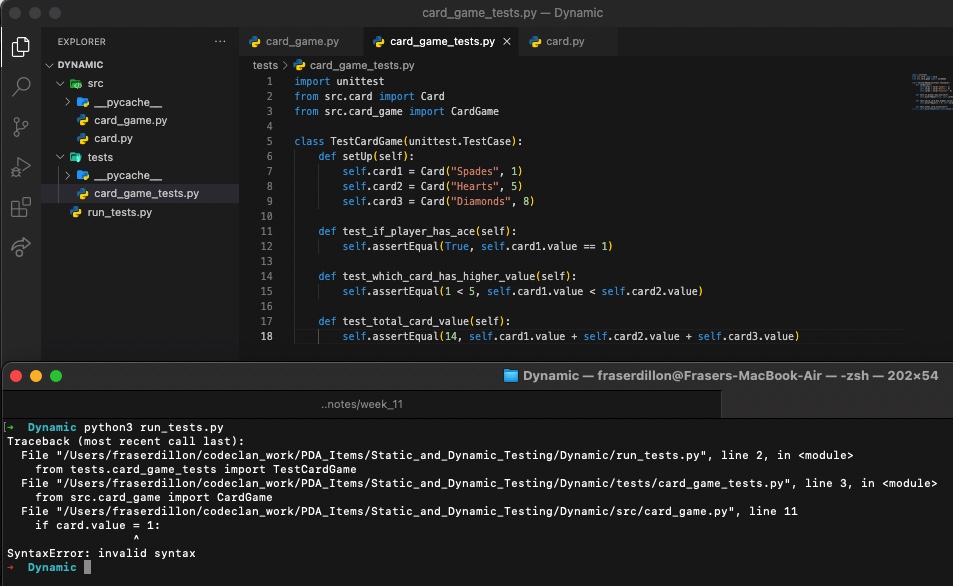 card_game_tests.py — Dynamic
EXPLORER ···
DYNAMIC
src
__pycache__
card_game.py
card.py
tests
__pycache__
card_game_tests.py
run_tests.py
card_game.py card_game_tests.py × card.py
tests > card_game_tests.py
1 import unittest
2 from src.card import Card
3 from src.card_game import CardGame
4
5 class TestCardGame(unittest.TestCase):
6 def setUp(self):
7 self.card1 = Card("Spades", 1)
8 self.card2 = Card("Hearts", 5)
9 self.card3 = Card("Diamonds", 8)
10
11 def test_if_player_has_ace(self):
12 self.assertEqual(True, self.card1.value == 1)
13
14 def test_which_card_has_higher_value(self):
15 self.assertEqual(1 < 5, self.card1.value < self.card2.value)
16
17 def test_total_card_value(self):
18 self.assertEqual(14, self.card1.value + self.card2.value + self.card3.value)
Dynamic — fraserdillon@Frasers-MacBook-Air — -zsh — 202×54
..notes/week_11
[→ Dynamic python3 run_tests.py
Traceback (most recent call last):
File "/Users/fraserdillon/codeclan_work/PDA_Items/Static_and_Dynamic_Testing/Dynamic/run_tests.py", line 2, in <module>
from tests.card_game_tests import TestCardGame
File "/Users/fraserdillon/codeclan_work/PDA_Items/Static_and_Dynamic_Testing/Dynamic/tests/card_game_tests.py", line 3, in <module>
from src.card_game import CardGame
File "/Users/fraserdillon/codeclan_work/PDA_Items/Static_and_Dynamic_Testing/Dynamic/src/card_game.py", line 11
if card.value = 1:
^
SyntaxError: invalid syntax
→ Dynamic